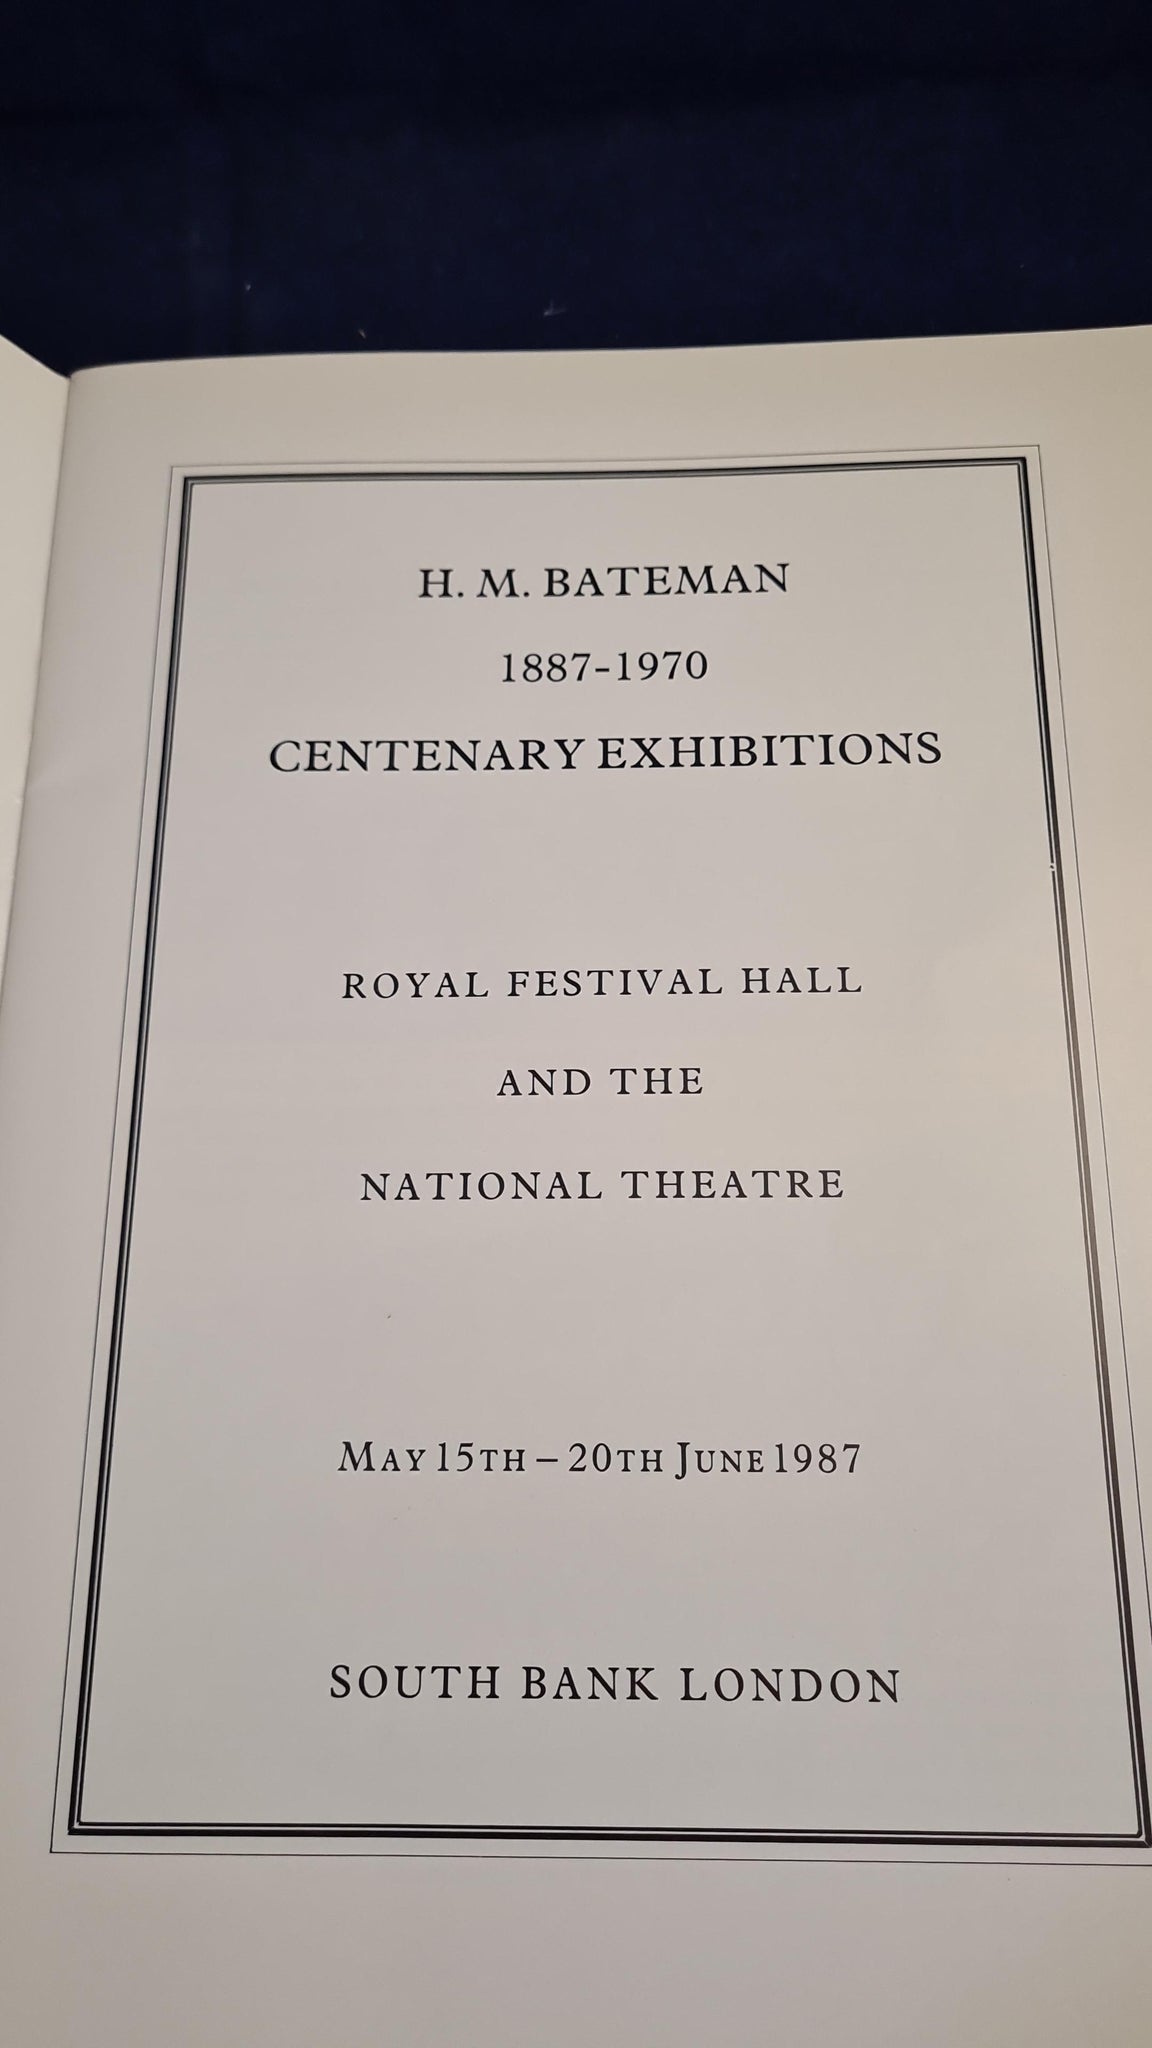 H. M. BATEMAN
1887-1970
CENTENARY EXHIBITIONS
ROYAL FESTIVAL HALL
AND THE
NATIONAL THEATRE
MAY 15TH – 20TH JUNE 1987
SOUTH BANK LONDON